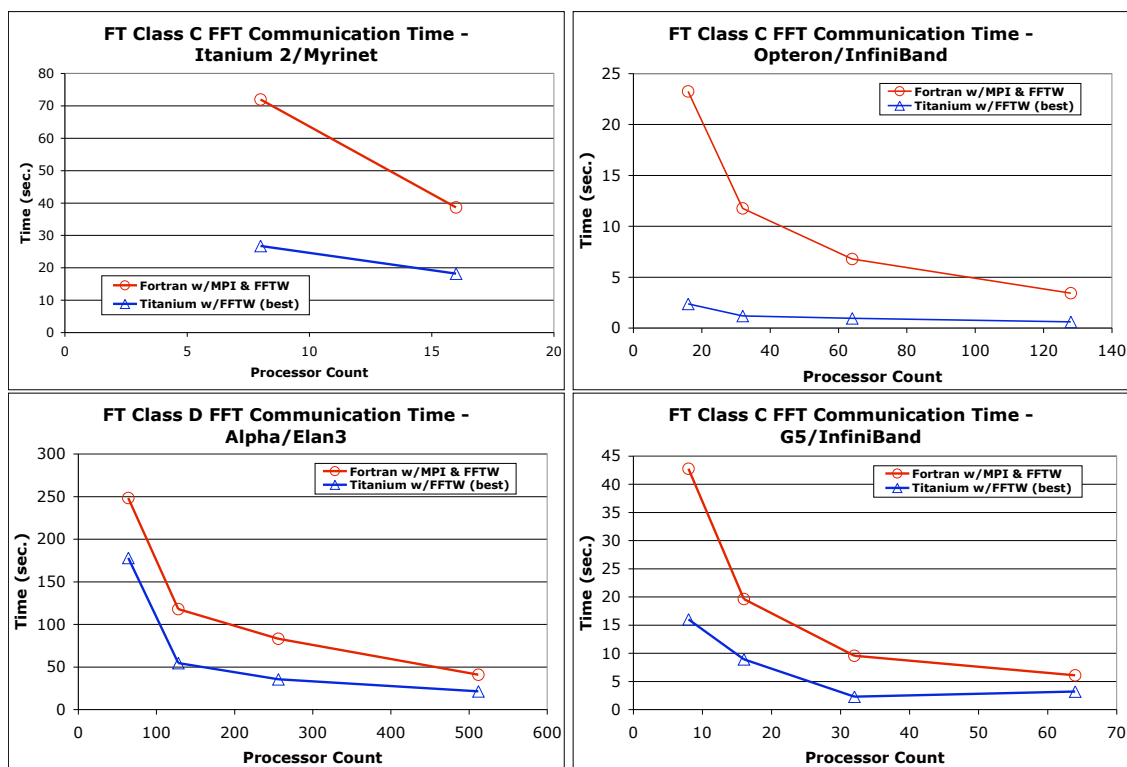 FT Class C FFT Communication Time -
Itanium 2/Myrinet
80
70
60
50
40
30
20
10
0
Time (sec.)
Fortran w/MPI & FFTW
Titanium w/FFTW (best)
0 5 10 15 20
Processor Count
FT Class C FFT Communication Time -
Opteron/InfiniBand
25
20
15
10
5
0
Time (sec.)
Fortran w/MPI & FFTW
Titanium w/FFTW (best)
0 20 40 60 80 100 120 140
Processor Count
FT Class D FFT Communication Time -
Alpha/Elan3
300
250
200
150
100
50
0
Time (sec.)
Fortran w/MPI & FFTW
Titanium w/FFTW (best)
0 100 200 300 400 500 600
Processor Count
FT Class C FFT Communication Time -
G5/InfiniBand
45
40
35
30
25
20
15
10
5
0
Time (sec.)
Fortran w/MPI & FFTW
Titanium w/FFTW (best)
0 10 20 30 40 50 60 70
Processor Count